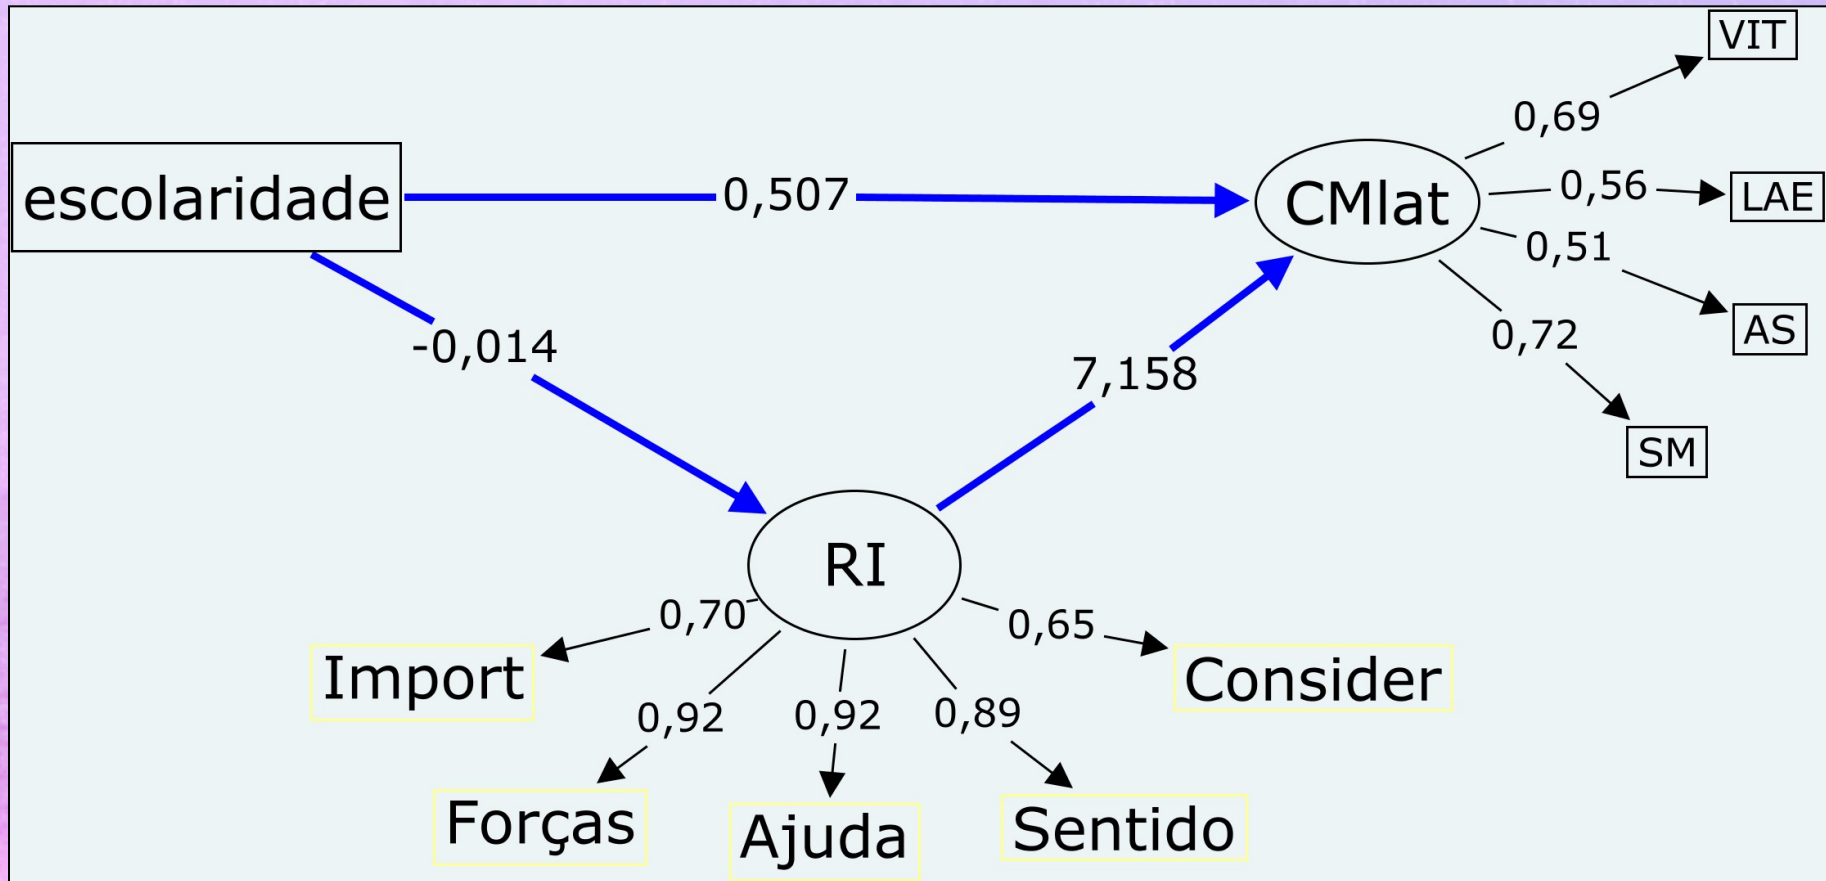 VIT
0,69
escolaridade
0,507
CMlat
0,56
LAE
0,51
AS
0,72
SM
-0,014
7,158
RI
0,70
0,65
Import
Consider
0,92
0,92
0,89
Forças
Ajuda
Sentido